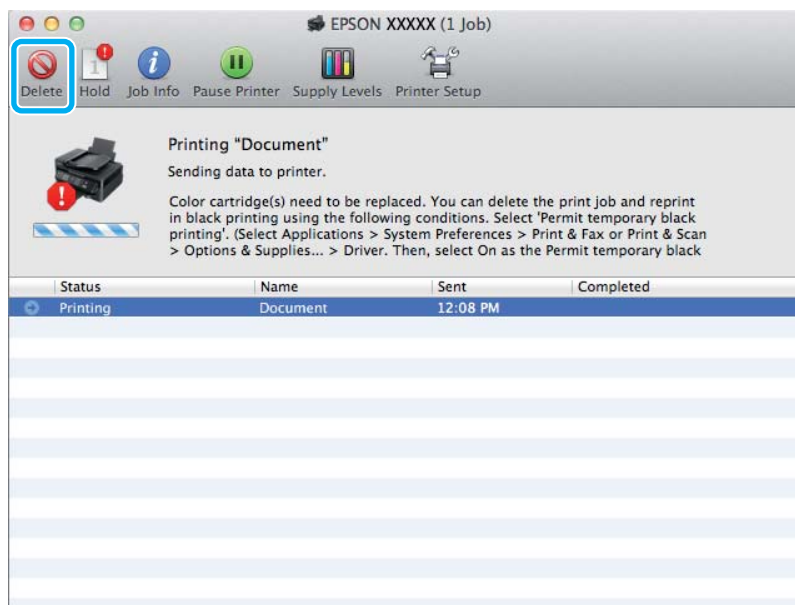 EPSON XXXXX (1 Job)
Delete Hold Job Info Pause Printer Supply Levels Printer Setup
Printing "Document"
Sending data to printer.
Color cartridge(s) need to be replaced. You can delete the print job and reprint
in black printing using the following conditions. Select 'Permit temporary black
printing'. (Select Applications > System Preferences > Print & Fax or Print & Scan
> Options & Supplies... > Driver. Then, select On as the Permit temporary black
Status Name Sent Completed
Printing Document 12:08 PM